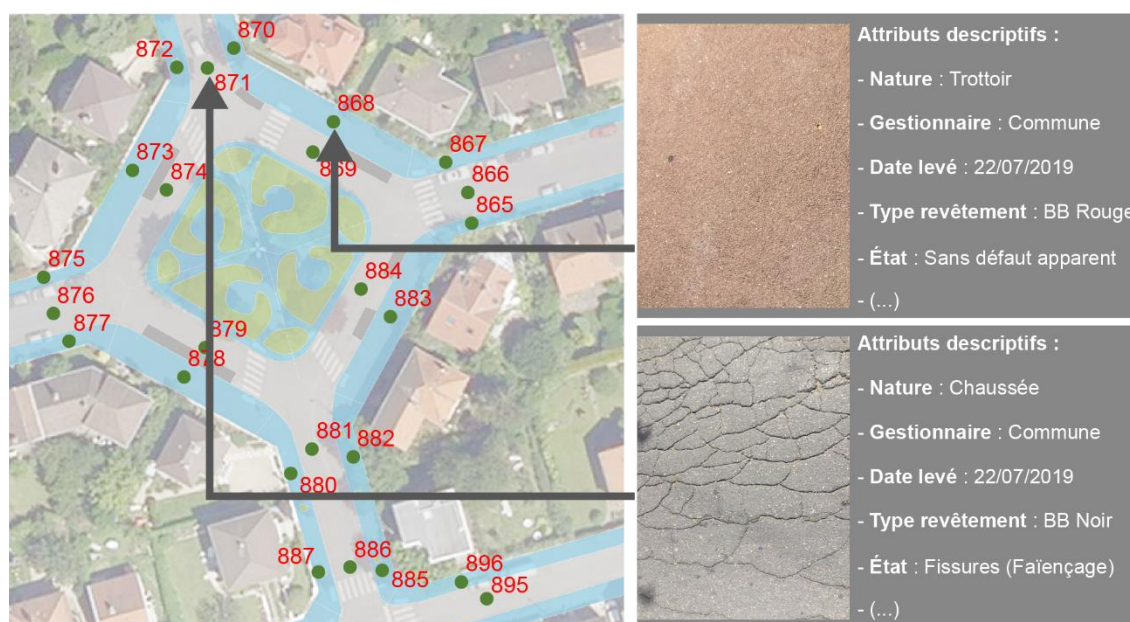 870
872
871
868
867
869
873
874
866
865
875
884
876
883
877
879
878
881
882
880
887
886
885
896
895
Attributs descriptifs :
- Nature : Trottoir
- Gestionnaire : Commune
- Date levé : 22/07/2019
- Type revêtement : BB Rouge
- État : Sans défaut apparent
- (...)
Attributs descriptifs :
- Nature : Chaussée
- Gestionnaire : Commune
- Date levé : 22/07/2019
- Type revêtement : BB Noir
- État : Fissures (Faïençage)
- (...)